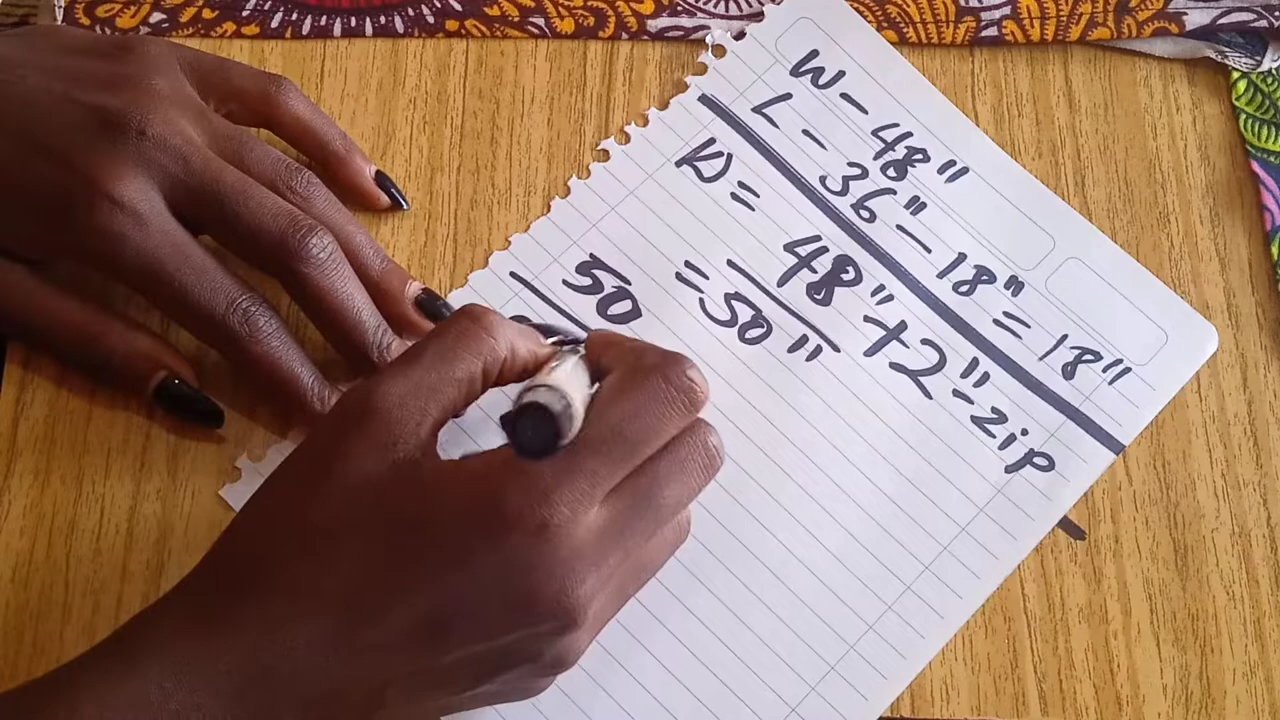 W - 48"
L - 36" - 18" = 18"
K) =
48" + 2" - zip
= 50"
50